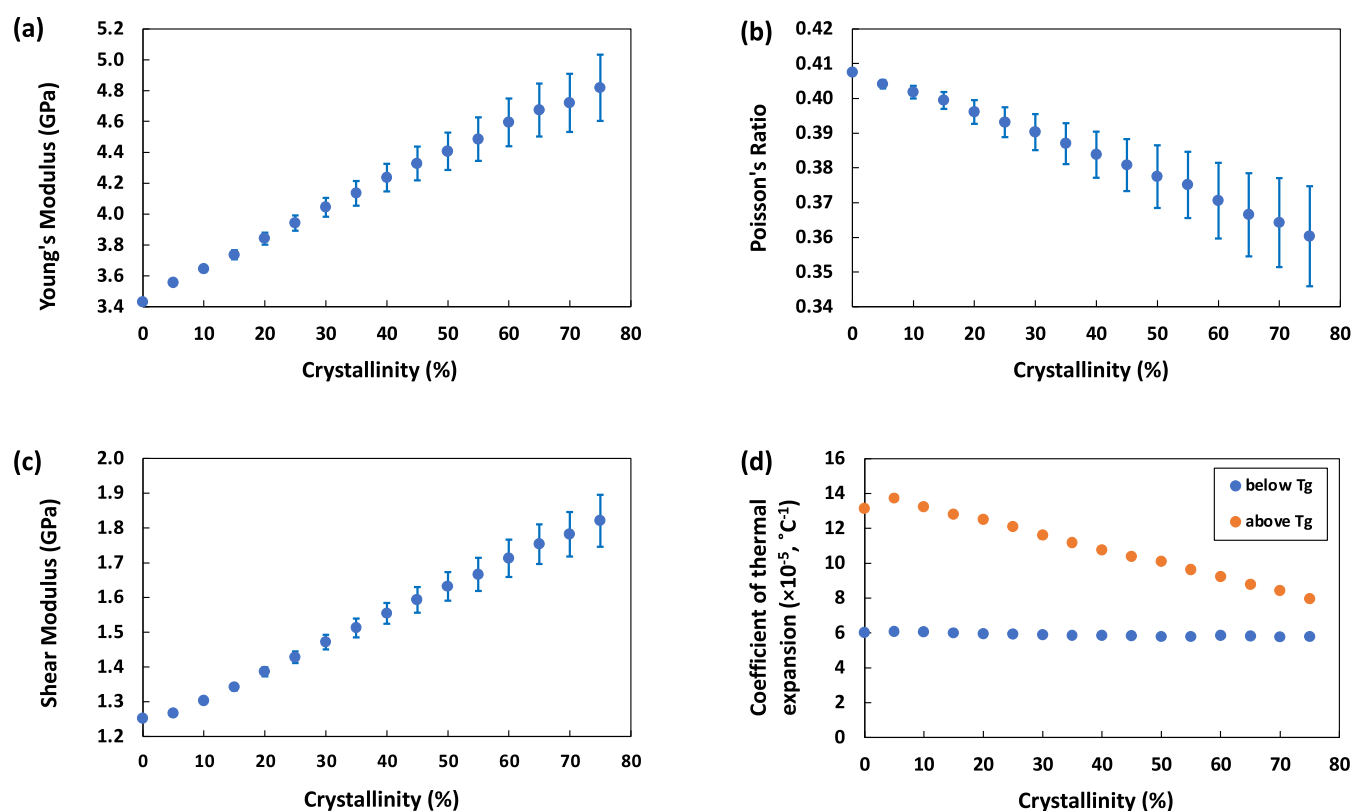 (a)
Young's Modulus (GPa)
5.2
5.0
4.8
4.6
4.4
4.2
4.0
3.8
3.6
3.4
0 10 20 30 40 50 60 70 80
Crystallinity (%)
(b)
Poisson's Ratio
0.42
0.41
0.40
0.39
0.38
0.37
0.36
0.35
0.34
0 10 20 30 40 50 60 70 80
Crystallinity (%)
(c)
Shear Modulus (GPa)
2.0
1.9
1.8
1.7
1.6
1.5
1.4
1.3
1.2
0 10 20 30 40 50 60 70 80
Crystallinity (%)
(d)
Coefficient of thermal
expansion (×10⁻⁵, °C⁻¹)
16
14
12
10
8
6
4
2
0
below Tg
above Tg
0 10 20 30 40 50 60 70 80
Crystallinity (%)